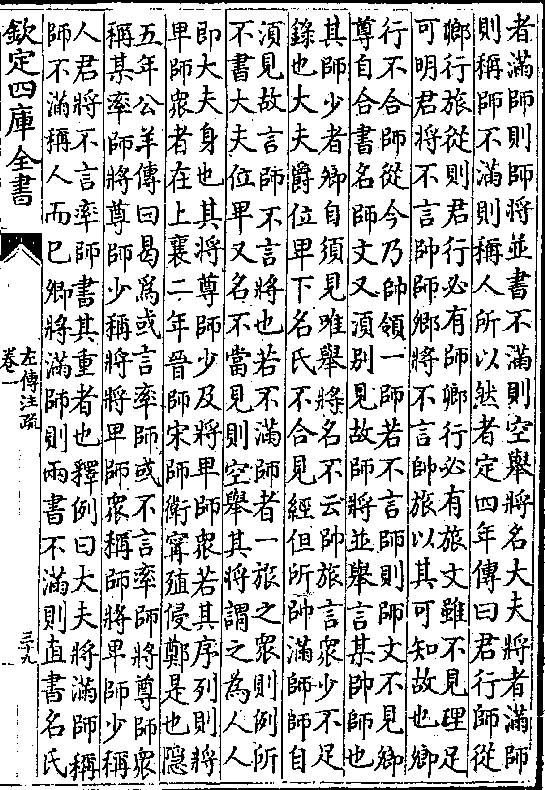 者滿師則師將並書不滿則空舉將名大夫將者滿師
則稱師不滿則稱人所以然者定四年傳曰君行師從
卿行旅從則君行必有師卿行必有旅文雖不見理足
可明君將不言帥師卿將不言帥旅以其可知故也卿
行不合師從今乃帥領一師若不言師則師文不見卿
尊自合書名師文又須別見故師將並舉言某帥師也
其師少者卿自須見唯舉將名不云帥旅言衆少不足
錄也大夫爵位卑下名氏不合見經但所帥滿師師自
須見故言師不言將也若不滿師者一旅之衆則例所
不書大夫位卑又名不當見則空舉其將謂之為人人
即大夫身也其將尊師少及將卑師衆若其序列則將
卑師衆者在上襄二年晉師宋師衛甯殖侵鄭是也隱
五年公羊傳曰曷爲或言率師或不言率師將尊師衆
稱某率師將尊師少稱將將卑師衆稱師將卑師少稱
人君將不言率師書其重者也釋例曰大夫將滿師稱
師不滿稱人而已卿將滿師則兩書不滿則直書名氏
欽定四庫全書
左傳注疏
卷一
三十九